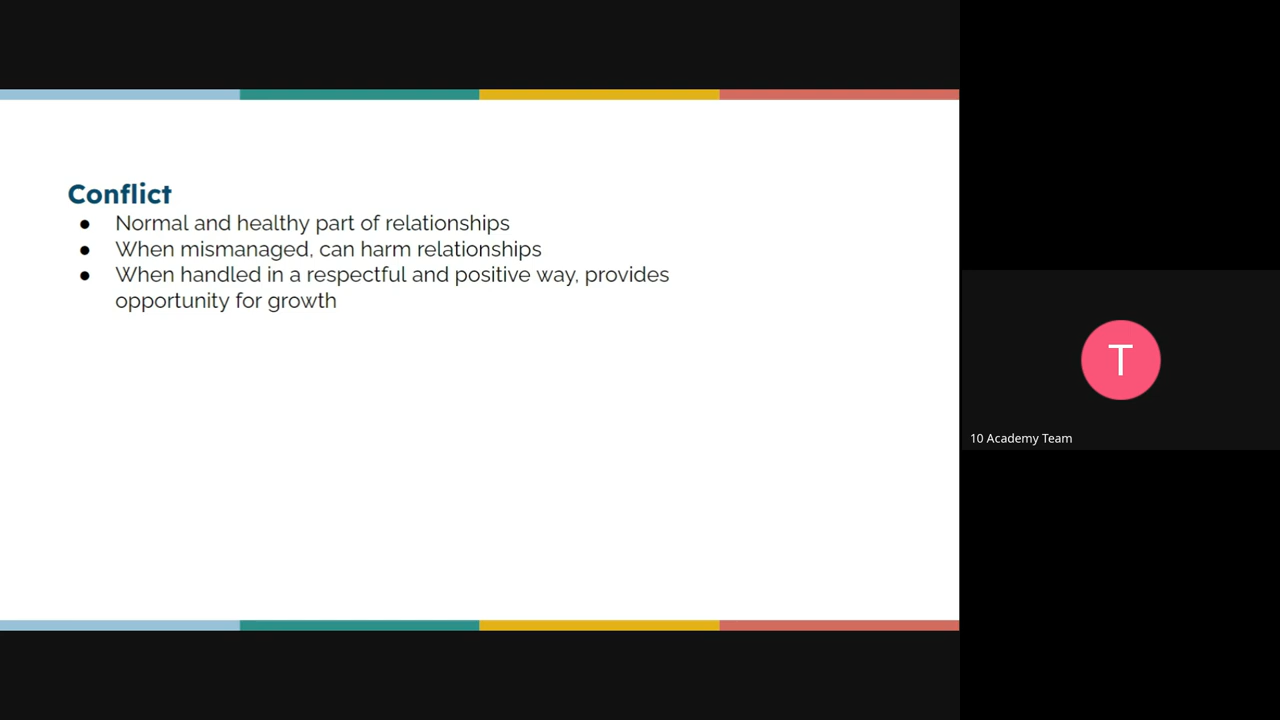 Conflict
● Normal and healthy part of relationships
● When mismanaged, can harm relationships
● When handled in a respectful and positive way, provides
opportunity for growth
T
10 Academy Team